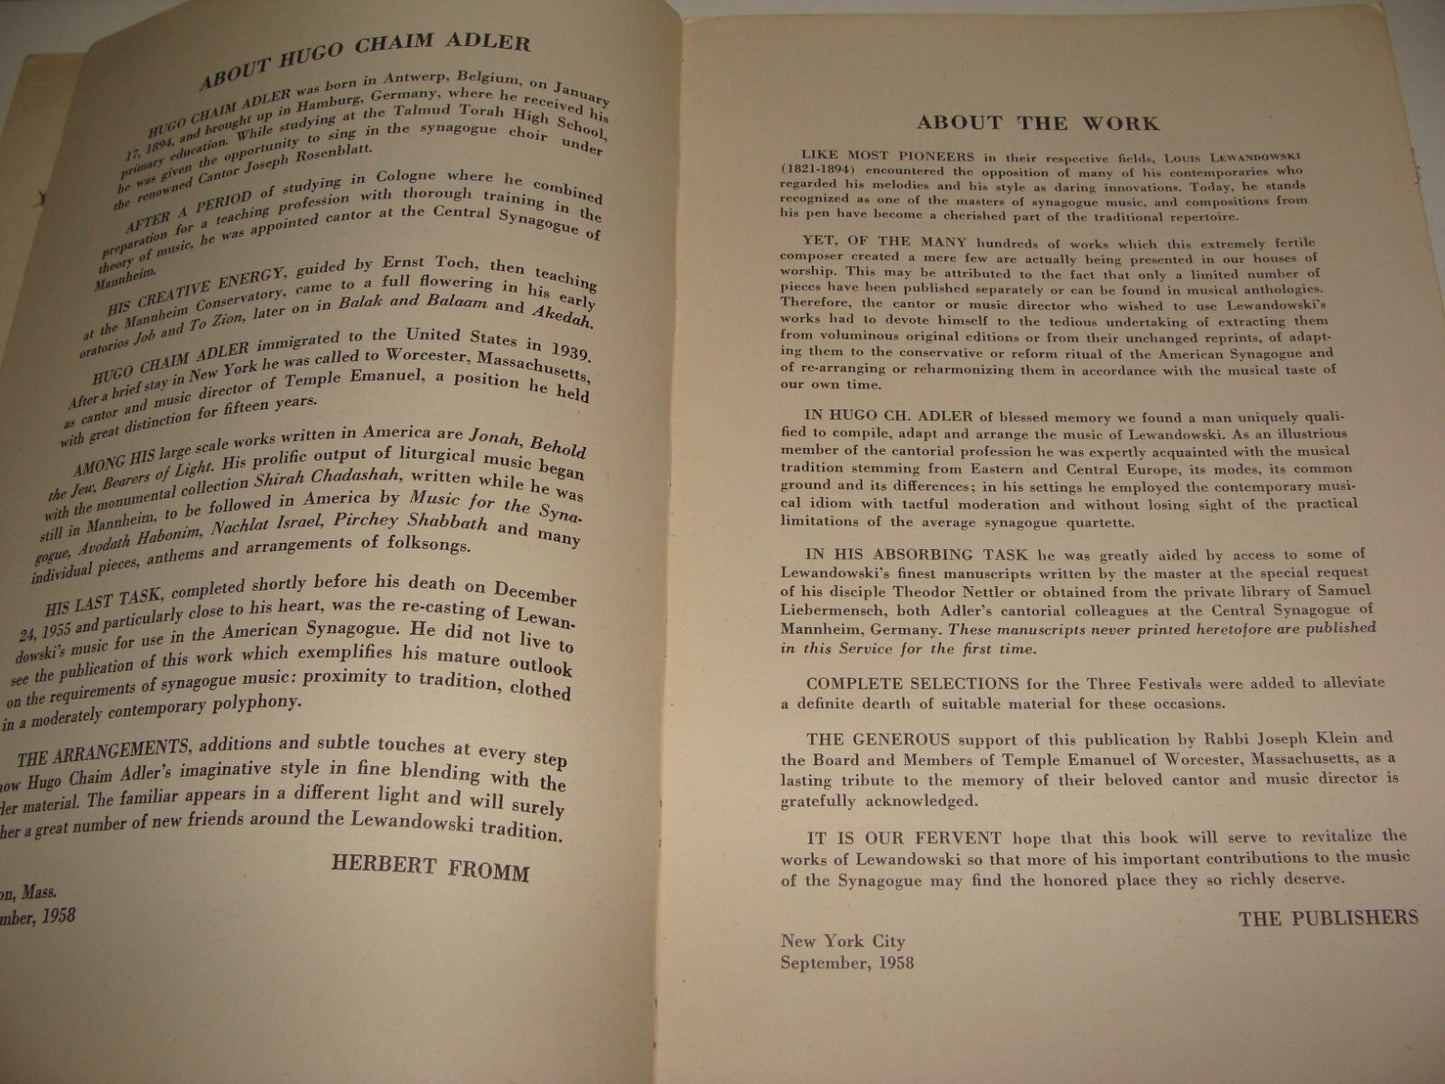 ABOUT HUGO CHAIM ADLER
HUGO CHAIM ADLER was born in Antwerp, Belgium, on January
17, 1894, and brought up in Hamburg, Germany, where he received his
primary education. While studying at the Talmud Torah High School,
he was given the opportunity to sing in the synagogue choir under
the renowned Cantor Joseph Rosenblatt.
AFTER A PERIOD of studying in Cologne where he combined
preparation for a teaching profession with thorough training in the
theory of music, he was appointed cantor at the Central Synagogue of
Mannheim.
HIS CREATIVE ENERGY, guided by Ernst Toch, then teaching
at the Mannheim Conservatory, came to a full flowering in his early
oratorios Job and To Zion, later on in Balak and Balaam and Akedah.
HUGO CHAIM ADLER immigrated to the United States in 1939.
After a brief stay in New York he was called to Worcester, Massachusetts,
as cantor and music director of Temple Emanuel, a position he held
with great distinction for fifteen years.
AMONG HIS large scale works written in America are Jonah, Behold
the Jew, Bearers of Light. His prolific output of liturgical music began
with the monumental collection Shirah Chadashah, written while he was
still in Mannheim, to be followed in America by Music for the Syna-
gogue, Avodath Habonim, Nachlat Israel, Pirchey Shabbath and many
individual pieces, anthems and arrangements of folksongs.
HIS LAST TASK, completed shortly before his death on December
24, 1955 and particularly close to his heart, was the re-casting of Lewan-
dowski's music for use in the American Synagogue. He did not live to
see the publication of this work which exemplifies his mature outlook
on the requirements of synagogue music: proximity to tradition, clothed
in a moderately contemporary polyphony.
THE ARRANGEMENTS, additions and subtle touches at every step
Hugo Chaim Adler's imaginative style in fine blending with the
material. The familiar appears in a different light and will surely
a great number of new friends around the Lewandowski tradition.
HERBERT FROMM
Mass.
1958
ABOUT THE WORK
LIKE MOST PIONEERS in their respective fields, LOUIS LEWANDOWSKI
(1821-1894) encountered the opposition of many of his contemporaries who
regarded his melodies and his style as daring innovations. Today, he stands
recognized as one of the masters of synagogue music, and compositions from
his pen have become a cherished part of the traditional repertoire.
YET, OF THE MANY hundreds of works which this extremely fertile
composer created a mere few are actually being presented in our houses of
worship. This may be attributed to the fact that only a limited number of
pieces have been published separately or can be found in musical anthologies.
Therefore, the cantor or music director who wished to use Lewandowski's
works had to devote himself to the tedious undertaking of extracting them
from voluminous original editions or from their unchanged reprints, of adapt-
ing them to the conservative or reform ritual of the American Synagogue and
of re-arranging or reharmonizing them in accordance with the musical taste of
our own time.
IN HUGO CH. ADLER of blessed memory we found a man uniquely quali-
fied to compile, adapt and arrange the music of Lewandowski. As an illustrious
member of the cantorial profession he was expertly acquainted with the musical
tradition stemming from Eastern and Central Europe, its modes, its common
ground and its differences; in his settings he employed the contemporary musi-
cal idiom with tactful moderation and without losing sight of the practical
limitations of the average synagogue quartette.
IN HIS ABSORBING TASK he was greatly aided by access to some of
Lewandowski's finest manuscripts written by the master at the special request
of his disciple Theodor Nettler or obtained from the private library of Samuel
Liebermensch, both Adler's cantorial colleagues at the Central Synagogue of
Mannheim, Germany. These manuscripts never printed heretofore are published
in this Service for the first time.
COMPLETE SELECTIONS for the Three Festivals were added to alleviate
a definite dearth of suitable material for these occasions.
THE GENEROUS support of this publication by Rabbi Joseph Klein and
the Board and Members of Temple Emanuel of Worcester, Massachusetts, as a
lasting tribute to the memory of their beloved cantor and music director is
gratefully acknowledged.
IT IS OUR FERVENT hope that this book will serve to revitalize the
works of Lewandowski so that more of his important contributions to the music
of the Synagogue may find the honored place they so richly deserve.
THE PUBLISHERS
New York City
September, 1958